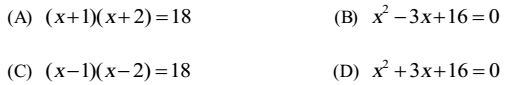 (A) (x+1)(x+2)=18 (B) x²−3x+16=0
(C) (x−1)(x−2)=18 (D) x²+3x+16=0